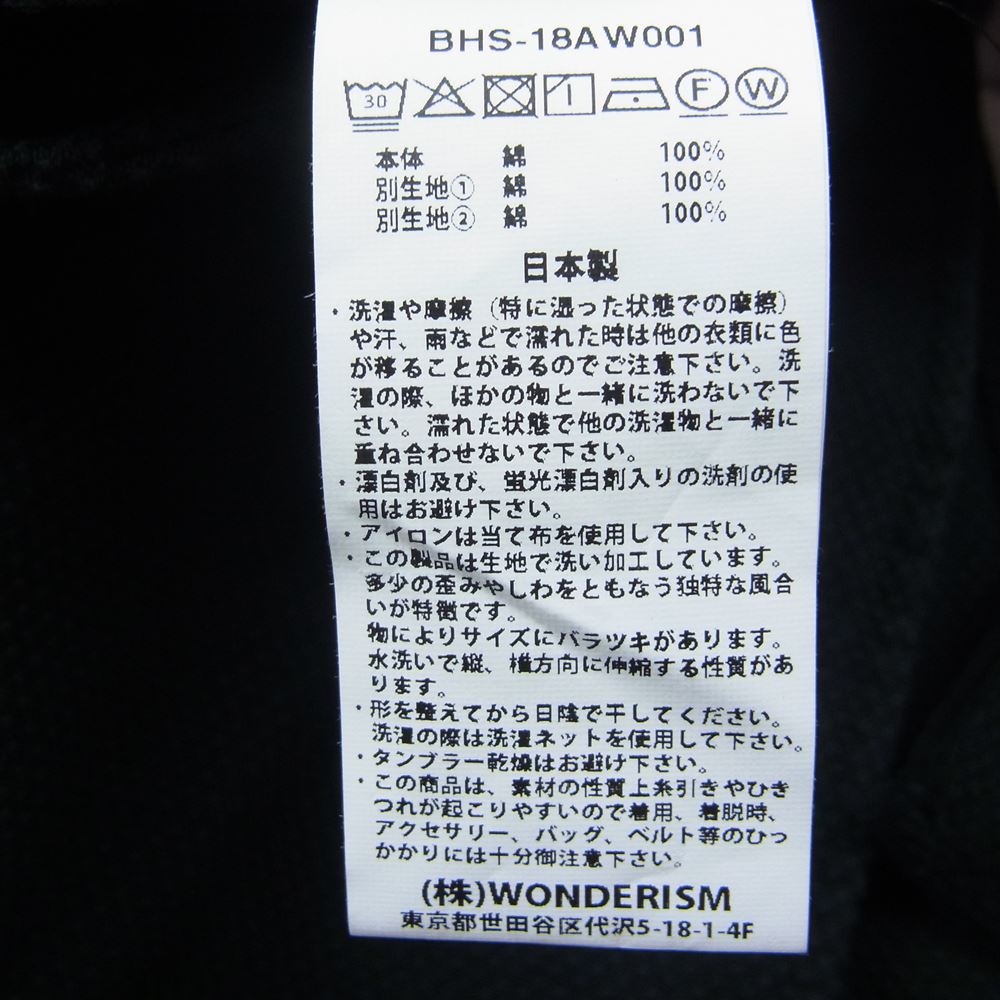 BHS-18AW001
30 F W
本体 綿 100%
別生地① 綿 100%
別生地② 綿 100%
日本製
・洗濯や摩擦（特に湿った状態での摩擦）
や汗、雨などで濡れた時は他の衣類に色
が移ることがあるのでご注意下さい。洗
濯の際、ほかの物と一緒に洗わないで下
さい。濡れた状態で他の洗濯物と一緒に
重ね合わせないで下さい。
・漂白剤及び、蛍光漂白剤入りの洗剤の使
用はお避け下さい。
・アイロンは当て布を使用して下さい。
・この製品は生地で洗い加工しています。
多少の歪みやしわをともなう独特な風合
いが特徴です。
物によりサイズにバラツキがあります。
水洗いで縦、横方向に伸縮する性質があ
ります。
・形を整えてから日陰で干してください。
洗濯の際は洗濯ネットを使用して下さい。
・タンブラー乾燥はお避け下さい。
・この商品は、素材の性質上糸引きやひき
つれが起こりやすいので着用、着脱時、
アクセサリー、バッグ、ベルト等のひっ
かかりには十分御注意下さい。
(株)WONDERISM
東京都世田谷区代沢5-18-1-4F